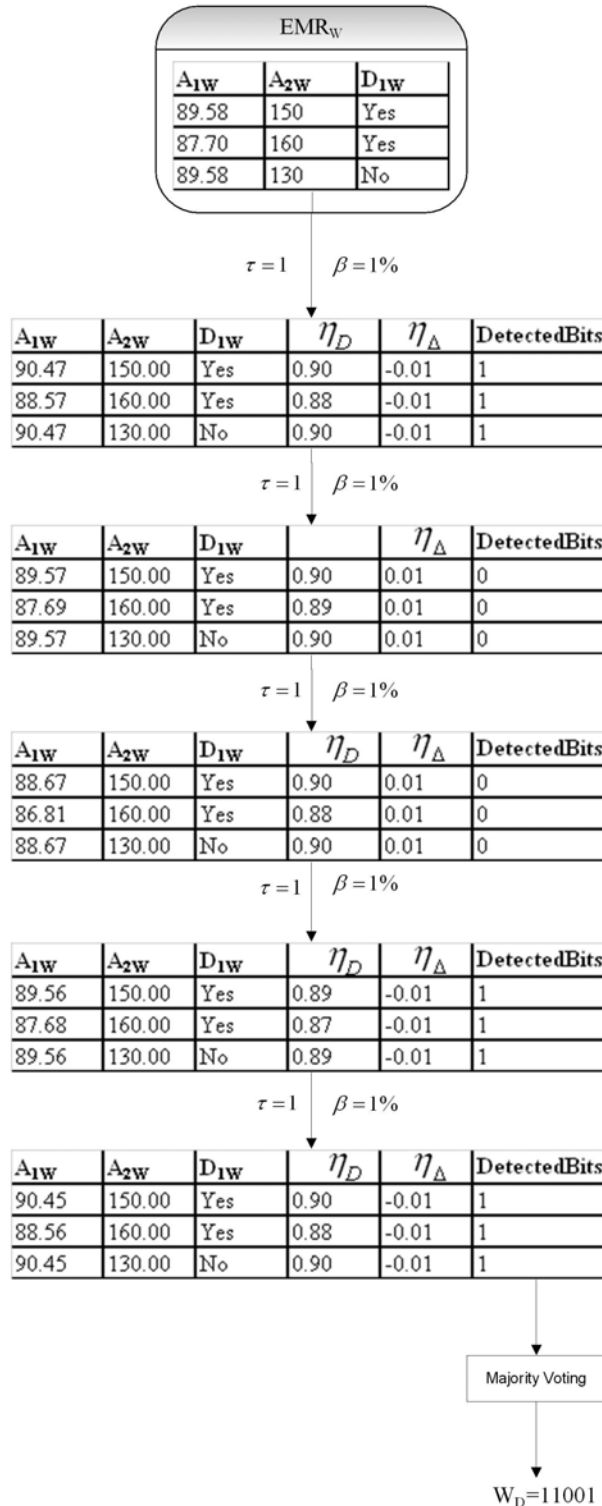 EMRW
A1W A2W D1W
89.58 150 Yes
87.70 160 Yes
89.58 130 No
τ = 1 β = 1%
A1W A2W D1W ηD ηΔ DetectedBits
90.47 150.00 Yes 0.90 -0.01 1
88.57 160.00 Yes 0.88 -0.01 1
90.47 130.00 No 0.90 -0.01 1
τ = 1 β = 1%
A1W A2W D1W ηΔ DetectedBits
89.57 150.00 Yes 0.90 0.01 0
87.69 160.00 Yes 0.89 0.01 0
89.57 130.00 No 0.90 0.01 0
τ = 1 β = 1%
A1W A2W D1W ηD ηΔ DetectedBits
88.67 150.00 Yes 0.90 0.01 0
86.81 160.00 Yes 0.88 0.01 0
88.67 130.00 No 0.90 0.01 0
τ = 1 β = 1%
A1W A2W D1W ηD ηΔ DetectedBits
89.56 150.00 Yes 0.89 -0.01 1
87.68 160.00 Yes 0.87 -0.01 1
89.56 130.00 No 0.89 -0.01 1
τ = 1 β = 1%
A1W A2W D1W ηD ηΔ DetectedBits
90.45 150.00 Yes 0.90 -0.01 1
88.56 160.00 Yes 0.88 -0.01 1
90.45 130.00 No 0.90 -0.01 1
Majority Voting
WD=11001